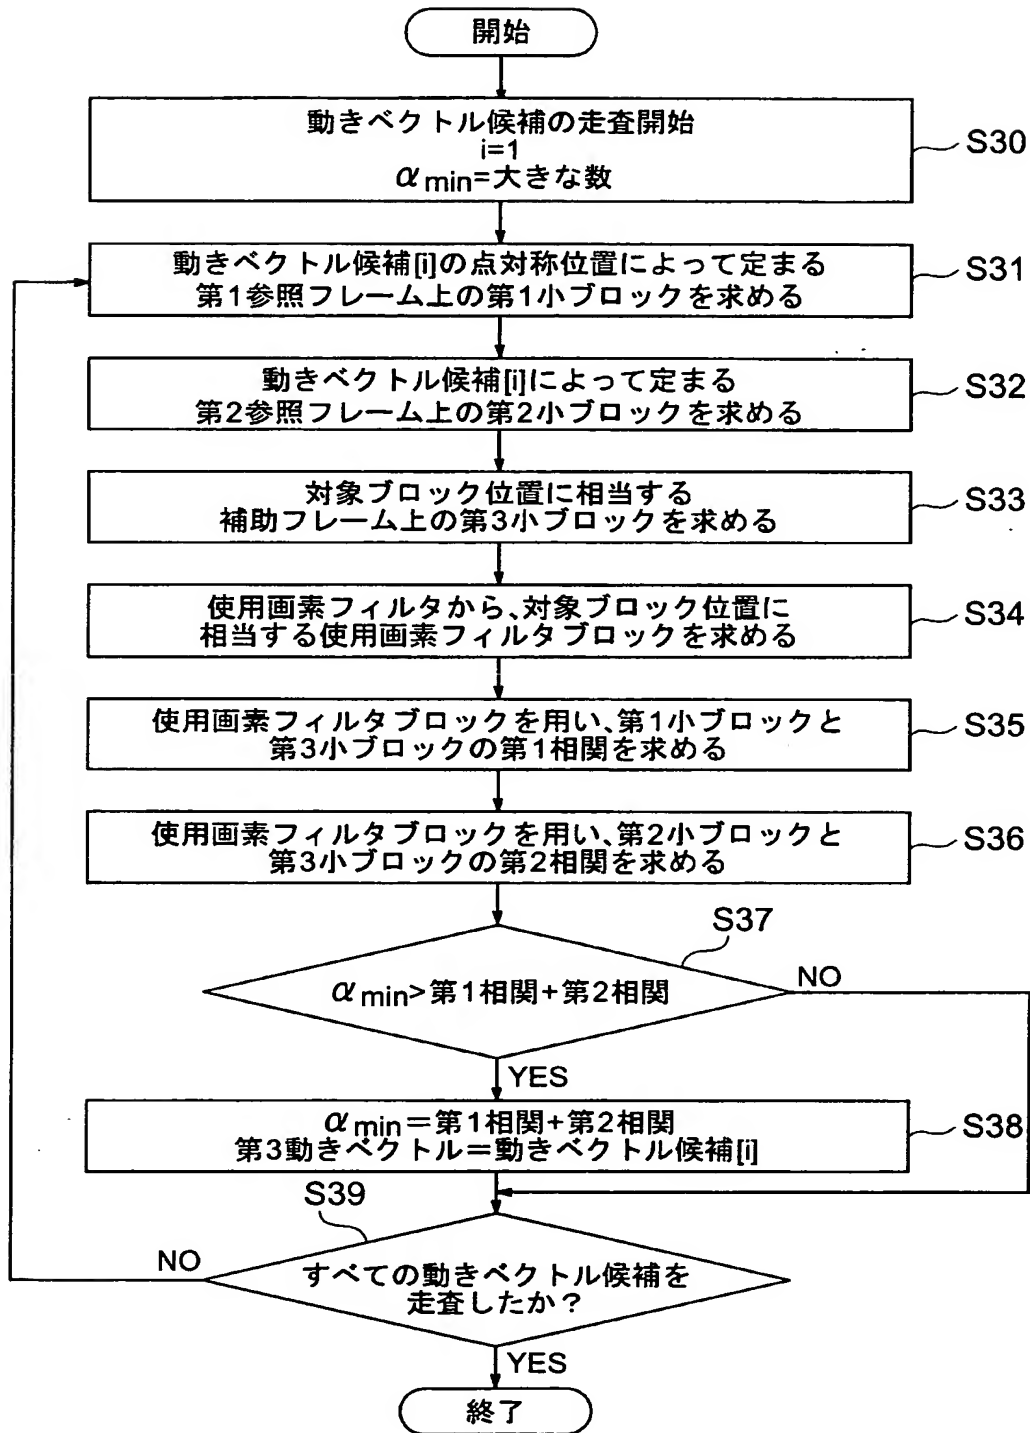 開始
動きベクトル候補の走査開始
i=1
αmin=大きな数
S30
動きベクトル候補[i]の点対称位置によって定まる
第1参照フレーム上の第1小ブロックを求める
S31
動きベクトル候補[i]によって定まる
第2参照フレーム上の第2小ブロックを求める
S32
対象ブロック位置に相当する
補助フレーム上の第3小ブロックを求める
S33
使用画素フィルタから、対象ブロック位置に
相当する使用画素フィルタブロックを求める
S34
使用画素フィルタブロックを用い、第1小ブロックと
第3小ブロックの第1相関を求める
S35
使用画素フィルタブロックを用い、第2小ブロックと
第3小ブロックの第2相関を求める
S36
S37
αmin>第1相関+第2相関
NO
YES
αmin=第1相関+第2相関
第3動きベクトル=動きベクトル候補[i]
S38
S39
NO
すべての動きベクトル候補を
走査したか?
YES
終了